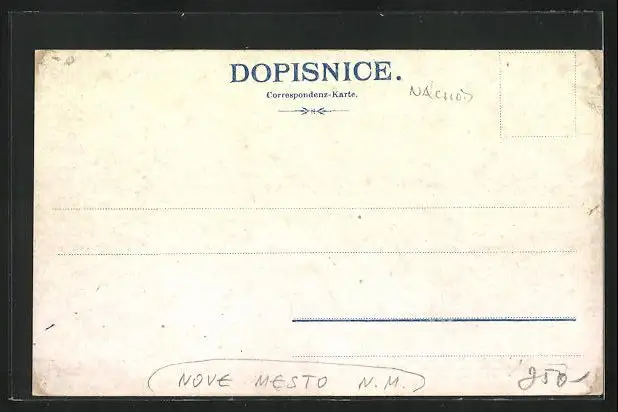 DOPISNICE.
Correspondenz-Karte.
NÁCHOD
NOVE MESTO N.M.
250-